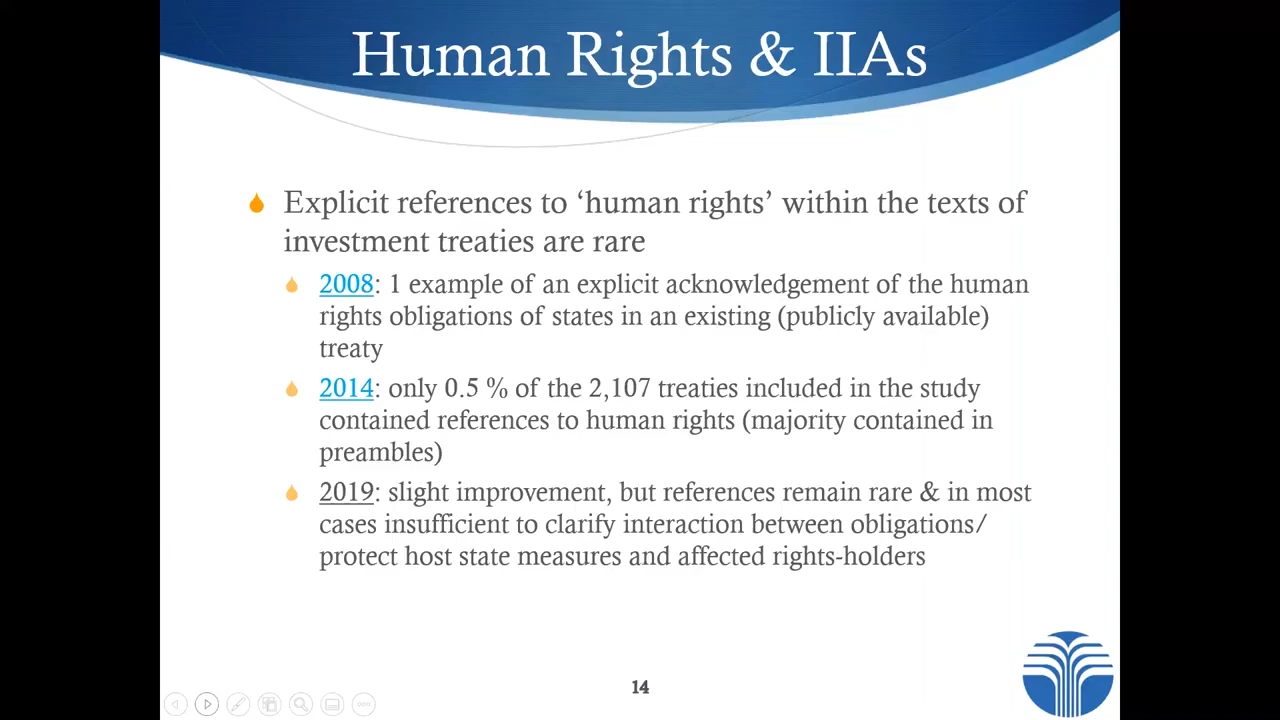 Human Rights & IIAs
Explicit references to ‘human rights’ within the texts of
investment treaties are rare
2008: 1 example of an explicit acknowledgement of the human
rights obligations of states in an existing (publicly available)
treaty
2014: only 0.5 % of the 2,107 treaties included in the study
contained references to human rights (majority contained in
preambles)
2019: slight improvement, but references remain rare & in most
cases insufficient to clarify interaction between obligations/
protect host state measures and affected rights-holders
14